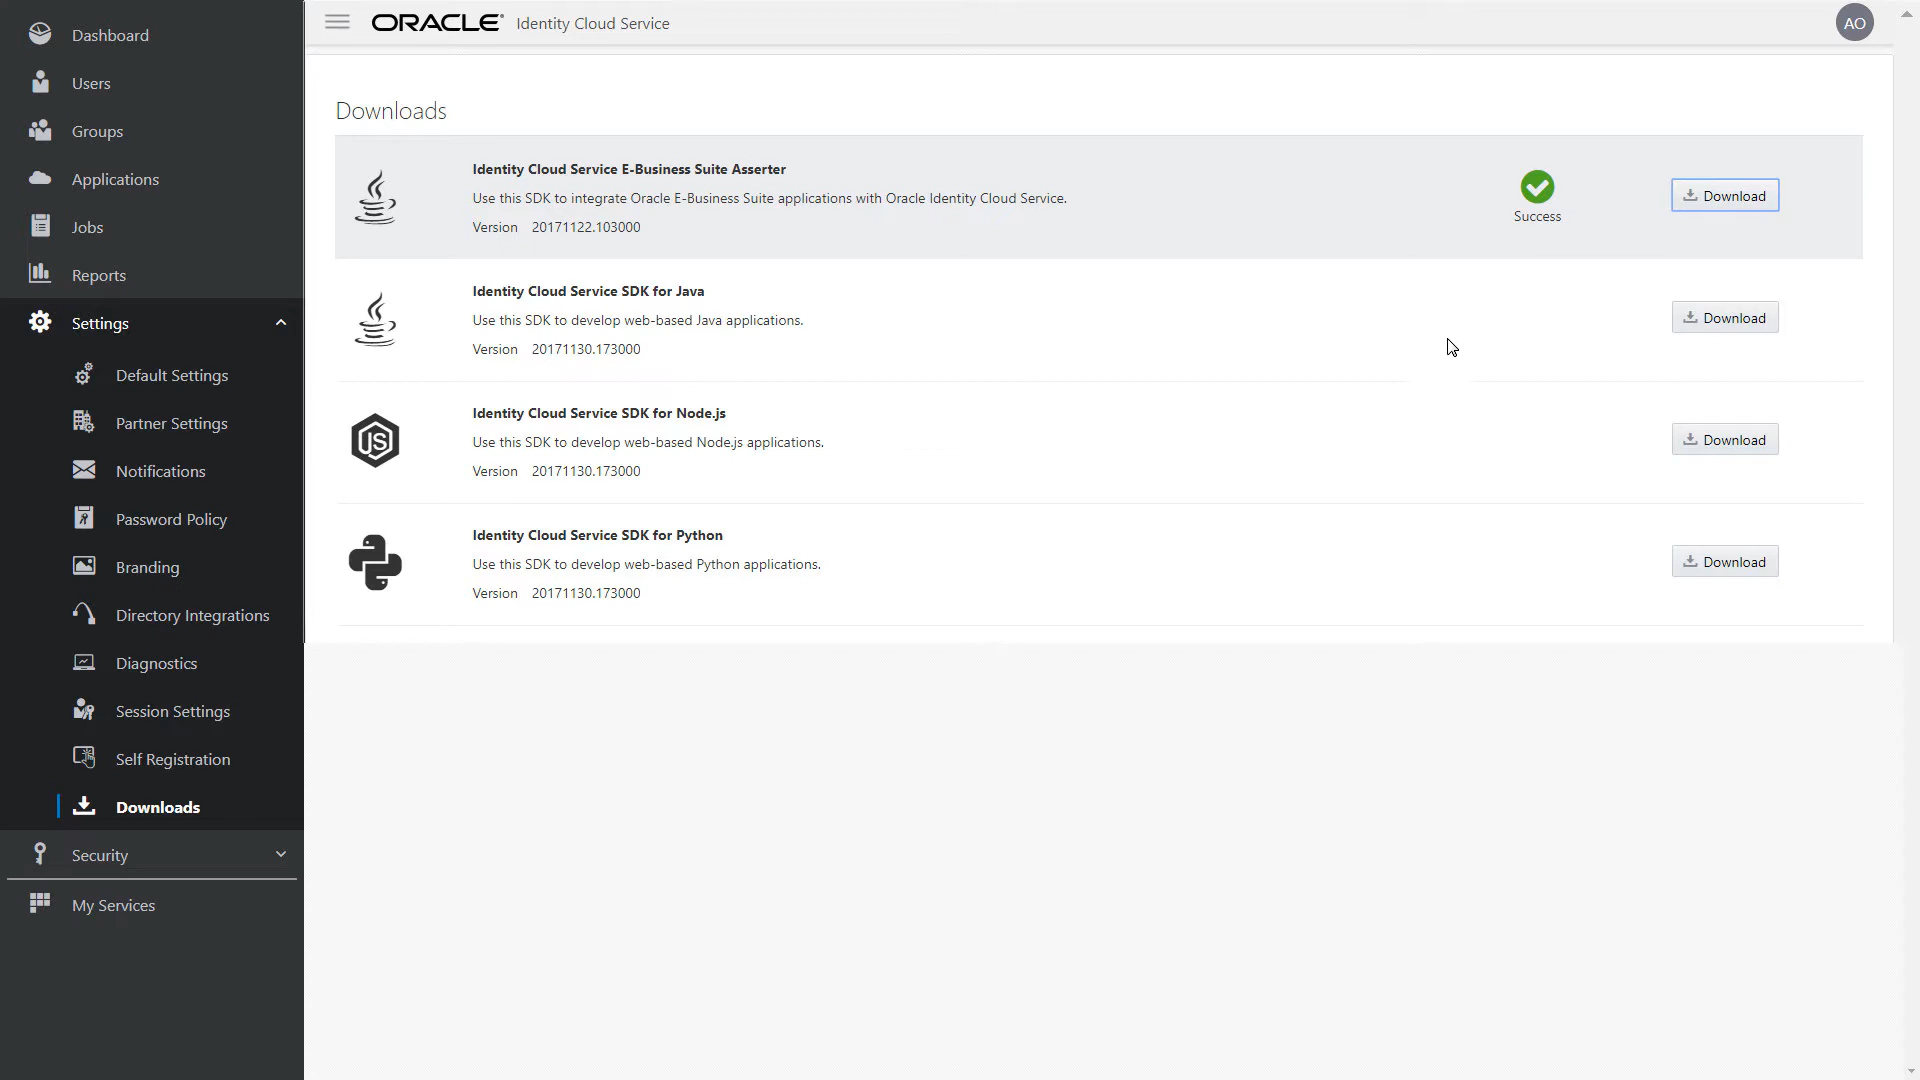 Dashboard
Users
Groups
Applications
Jobs
Reports
Settings
Default Settings
Partner Settings
Notifications
Password Policy
Branding
Directory Integrations
Diagnostics
Session Settings
Self Registration
Downloads
Security
My Services
ORACLE® Identity Cloud Service
AO
Downloads
Identity Cloud Service E-Business Suite Asserter
Use this SDK to integrate Oracle E-Business Suite applications with Oracle Identity Cloud Service.
Version 20171122.103000
Success
Download
Identity Cloud Service SDK for Java
Use this SDK to develop web-based Java applications.
Version 20171130.173000
Download
JS
Identity Cloud Service SDK for Node.js
Use this SDK to develop web-based Node.js applications.
Version 20171130.173000
Download
Identity Cloud Service SDK for Python
Use this SDK to develop web-based Python applications.
Version 20171130.173000
Download